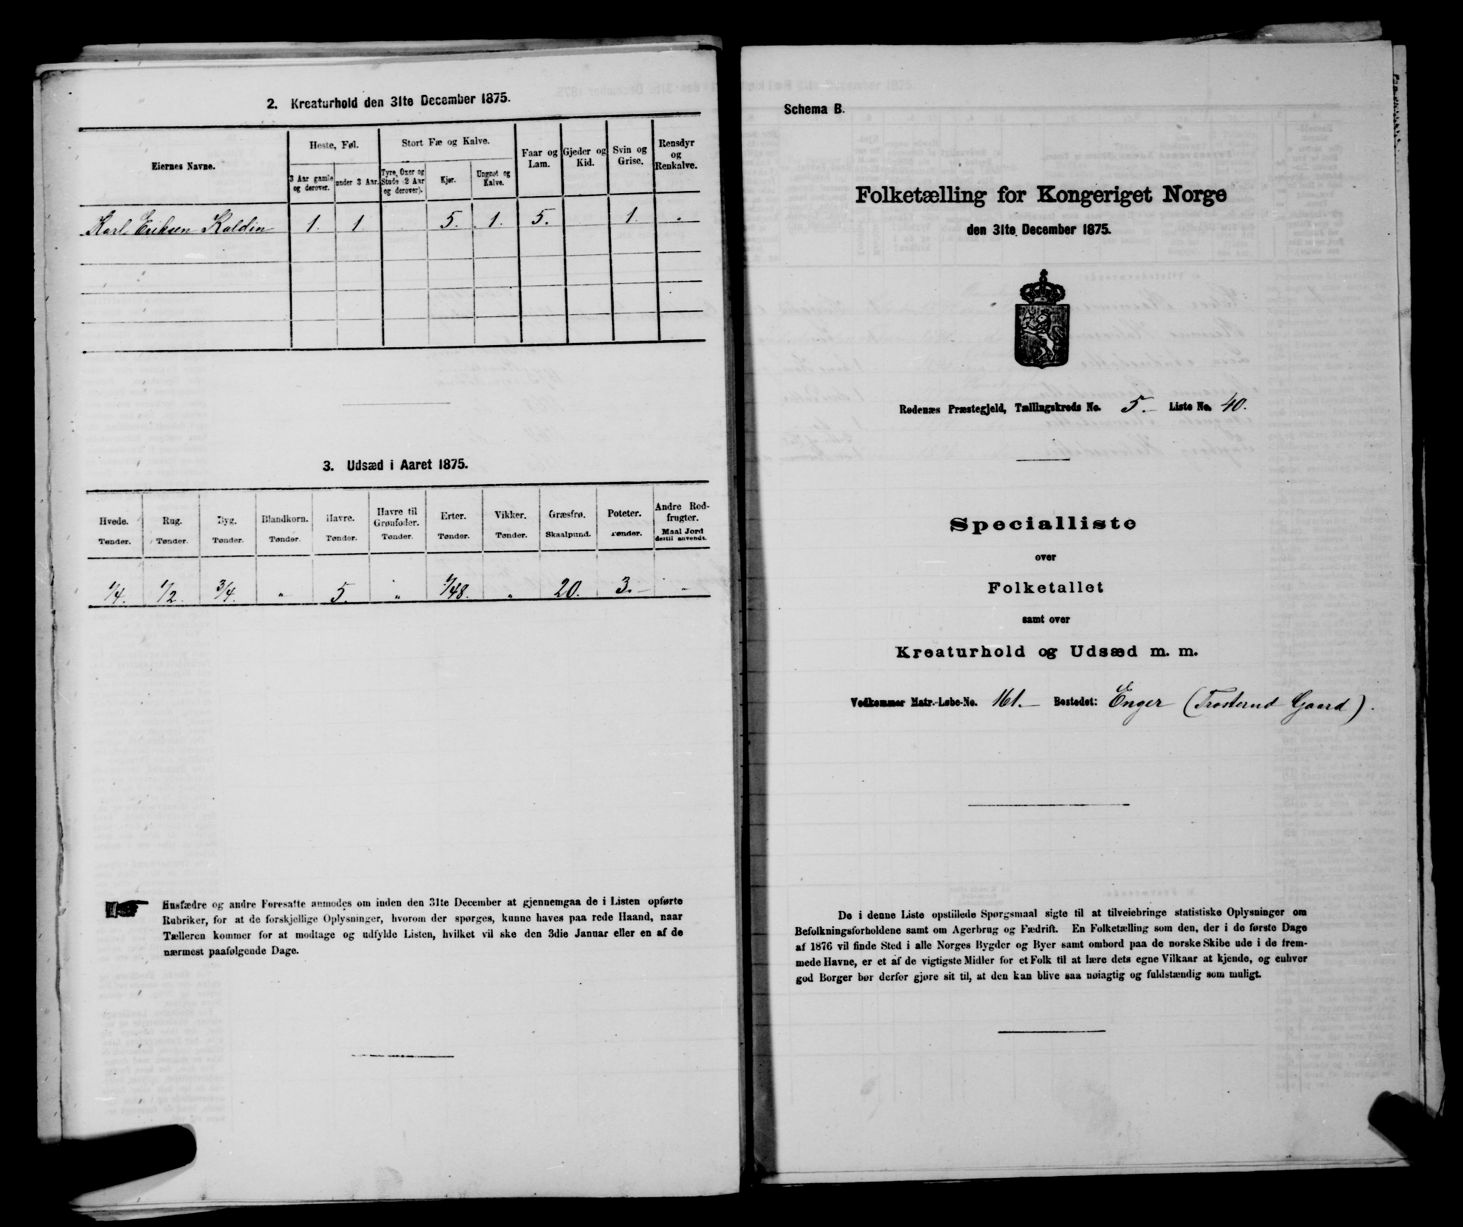 2. Kreaturhold den 31te December 1875.
Eiernes Navne.
Heste, Føl.
Stort Fæ og Kalve.
Faar og Lam.
Gjeder og Kid.
Svin og Grise.
Rensdyr og Renkalve.
3 Aar gamle og derover.
under 3 Aar.
Tyre, Oxer og Stude (2 Aar og derover).
Kjør.
Ungnøt og Kalve.
Karl Eriksen Kaldin 1. 1 5. 1. 5. 1. "
3. Udsæd i Aaret 1875.
Hvede. Rug. Byg. Blandkorn. Havre. Havre til Grønfoder. Erter. Vikker. Græsfrø. Poteter. Andre Rodfrugter.
Tønder. Tønder. Tønder. Tønder. Tønder. Tønder. Tønder. Tønder. Skaalpund. Tønder. Maal Jord dertil anvendt.
1/4. 1/2 3/4. " 5. " 1/48. " 20. 3. "
Husfædre og andre Foresatte anmodes om inden den 31te December at gjennemgaa de i Listen opførte
Rubriker, for at de forskjellige Oplysninger, hvorom der spørges, kunne haves paa rede Haand, naar
Tælleren kommer for at modtage og udfylde Listen, hvilket vil ske den 3die Januar eller en af de
nærmest paafølgende Dage.
Schema B.
Folketælling for Kongeriget Norge
den 31te December 1875.
Rødenæs Præstegjeld, Tællingskreds No. 5. Liste No. 40.
Specialliste
over
Folketallet
samt over
Kreaturhold og Udsæd m. m.
Vedkommer Matr.-Løbe-No. 161. Bostedet: Enger (Trosterud Gaard).
De i denne Liste opstillede Spørgsmaal sigte til at tilveiebringe statistiske Oplysninger om
Befolkningsforholdene samt om Agerbrug og Fædrift. En Folketælling som den, der i de første Dage
af 1876 vil finde Sted i alle Norges Bygder og Byer samt ombord paa de norske Skibe ude i de frem-
mede Havne, er et af de vigtigste Midler for et Folk til at lære dets egne Vilkaar at kjende, og enhver
god Borger bør derfor gjøre sit til, at den kan blive saa nøiagtig og fuldstændig som muligt.